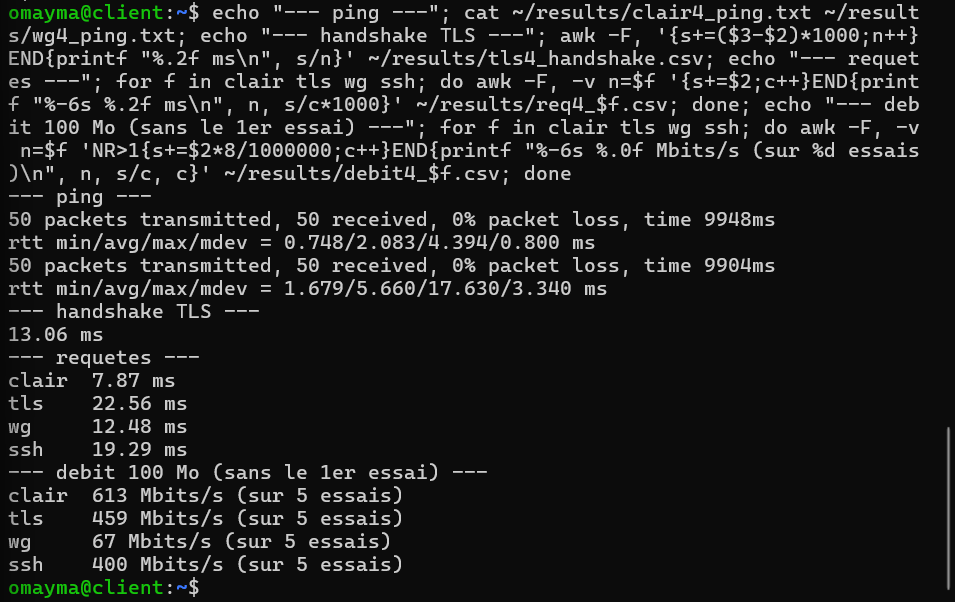 omayma@client:~$ echo "--- ping ---"; cat ~/results/clair4_ping.txt ~/result
s/wg4_ping.txt; echo "--- handshake TLS ---"; awk -F, '{s+=($3-$2)*1000;n++}
END{printf "%.2f ms\n", s/n}' ~/results/tls4_handshake.csv; echo "--- requet
es ---"; for f in clair tls wg ssh; do awk -F, -v n=$f '{s+=$2;c++}END{print
f "%-6s %.2f ms\n", n, s/c*1000}' ~/results/req4_$f.csv; done; echo "--- deb
it 100 Mo (sans le 1er essai) ---"; for f in clair tls wg ssh; do awk -F, -v
 n=$f 'NR>1{s+=$2*8/1000000;c++}END{printf "%-6s %.0f Mbits/s (sur %d essais
)\n", n, s/c, c}' ~/results/debit4_$f.csv; done
--- ping ---
50 packets transmitted, 50 received, 0% packet loss, time 9948ms
rtt min/avg/max/mdev = 0.748/2.083/4.394/0.800 ms
50 packets transmitted, 50 received, 0% packet loss, time 9904ms
rtt min/avg/max/mdev = 1.679/5.660/17.630/3.340 ms
--- handshake TLS ---
13.06 ms
--- requetes ---
clair  7.87 ms
tls    22.56 ms
wg     12.48 ms
ssh    19.29 ms
--- debit 100 Mo (sans le 1er essai) ---
clair  613 Mbits/s (sur 5 essais)
tls    459 Mbits/s (sur 5 essais)
wg     67 Mbits/s (sur 5 essais)
ssh    400 Mbits/s (sur 5 essais)
omayma@client:~$